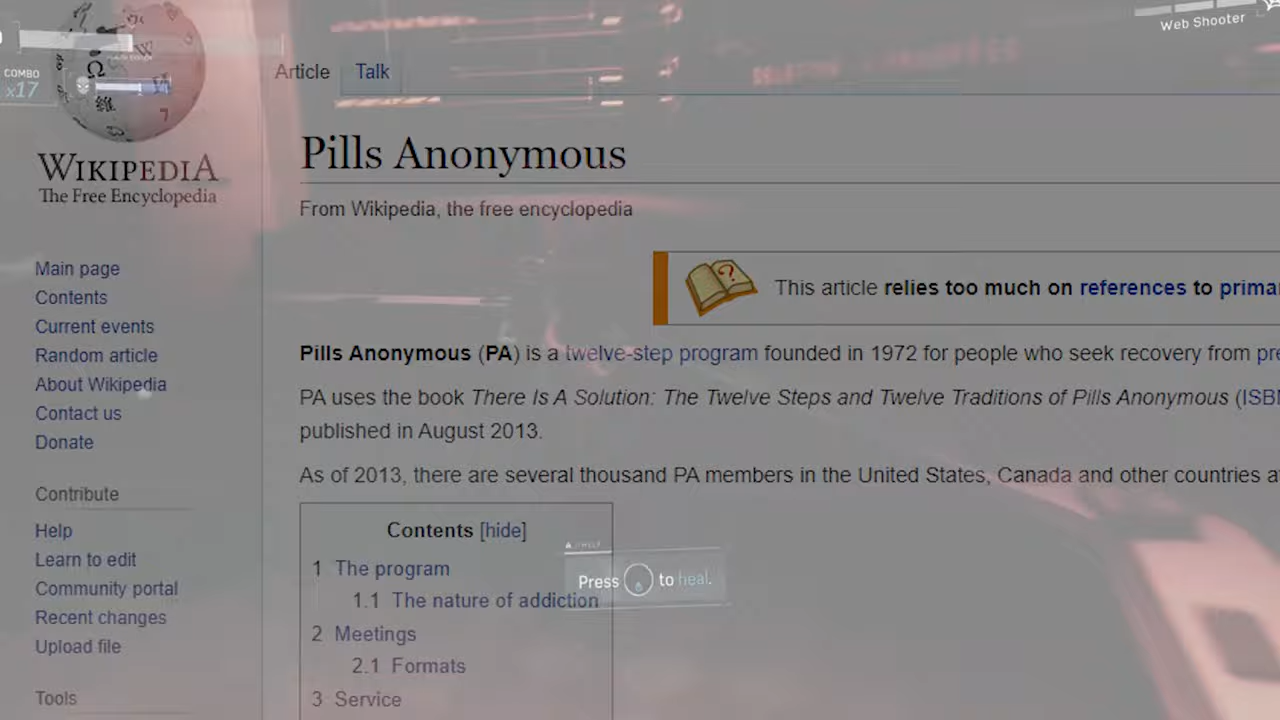 Web Shooter
COMBO
x17
Article
Talk
WIKIPEDIA
The Free Encyclopedia
Pills Anonymous
From Wikipedia, the free encyclopedia
Main page
Contents
Current events
Random article
About Wikipedia
Contact us
Donate
Contribute
Help
Learn to edit
Community portal
Recent changes
Upload file
Tools
This article relies too much on references to
Pills Anonymous (PA) is a twelve-step program founded in 1972 for people who seek recovery from
PA uses the book There Is A Solution: The Twelve Steps and Twelve Traditions of Pills Anonymous (ISB
published in August 2013.
As of 2013, there are several thousand PA members in the United States, Canada and other countries
Contents [hide]
1 The program
1.1 The nature of addiction
2 Meetings
2.1 Formats
3 Service
Press to heal.